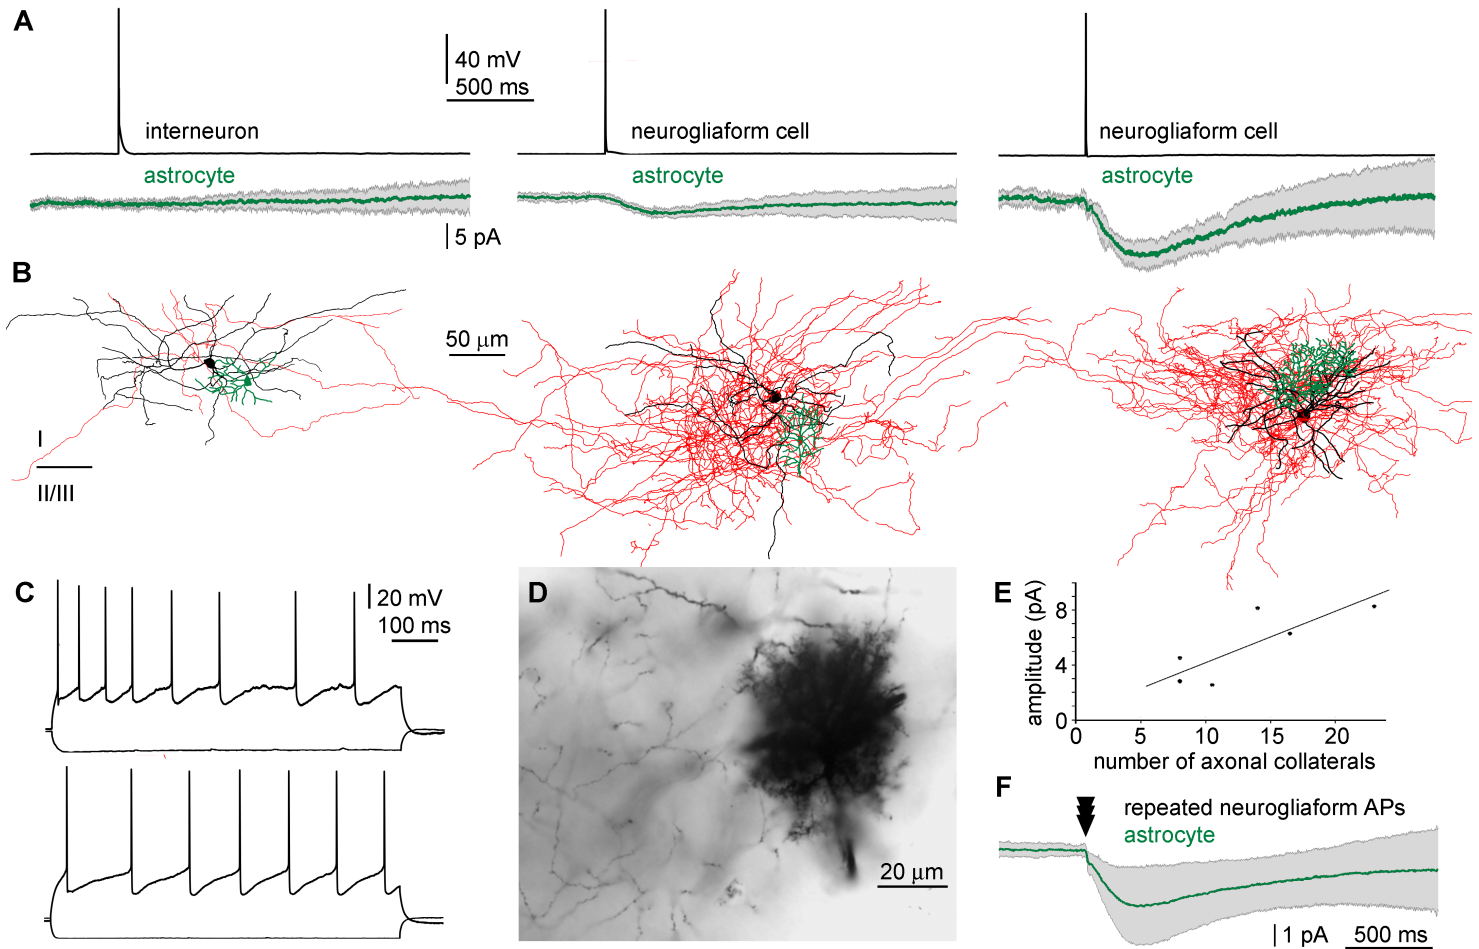 A
40 mV
500 ms
interneuron
neurogliaform cell
neurogliaform cell
astrocyte
astrocyte
astrocyte
5 pA
B
50 μm
I
II/III
C
20 mV
100 ms
D
20 μm
E
amplitude (pA)
8
4
0
0 5 10 15 20
number of axonal collaterals
F
repeated neurogliaform APs
astrocyte
1 pA
500 ms